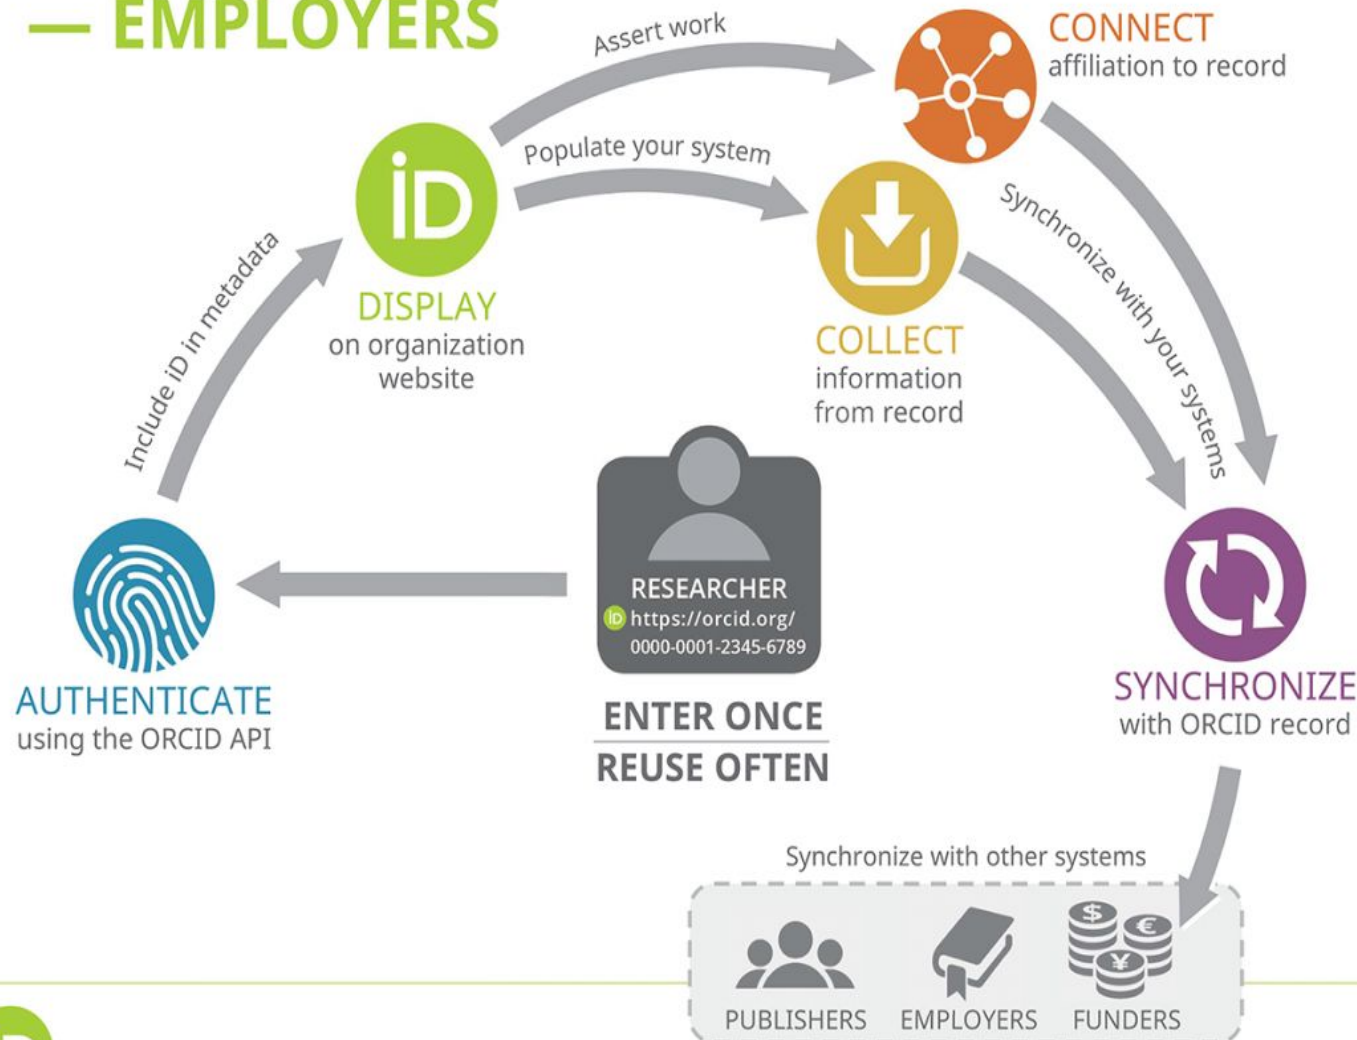 — EMPLOYERS
Assert work
CONNECT
affiliation to record
Populate your system
iD
DISPLAY
on organization
website
Include iD in metadata
COLLECT
information
from record
Synchronize with your systems
RESEARCHER
iD https://orcid.org/
0000-0001-2345-6789
AUTHENTICATE
using the ORCID API
ENTER ONCE
REUSE OFTEN
SYNCHRONIZE
with ORCID record
Synchronize with other systems
$ € ¥
PUBLISHERS EMPLOYERS FUNDERS